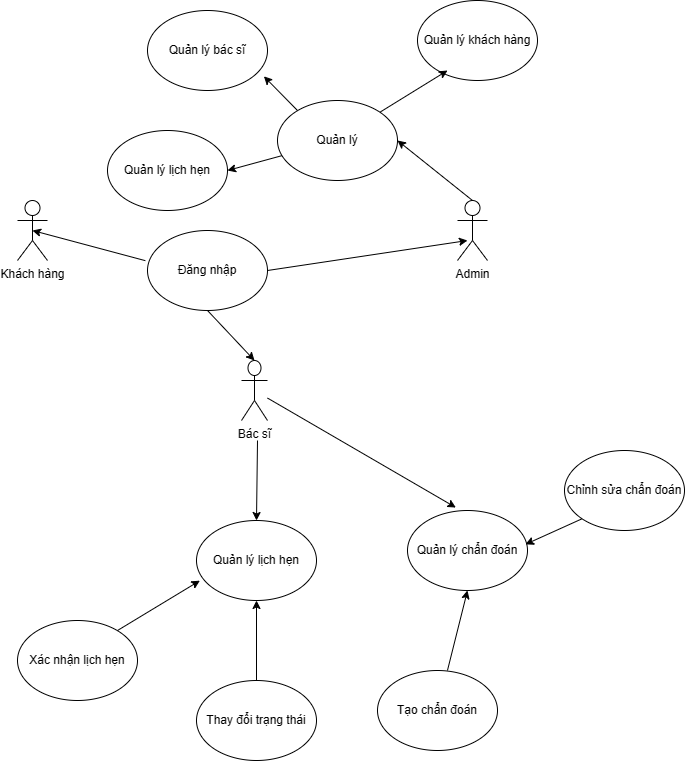 Quản lý bác sĩ
Quản lý khách hàng
Quản lý
Quản lý lịch hẹn
Khách hàng
Đăng nhập
Admin
Bác sĩ
Chỉnh sửa chẩn đoán
Quản lý lịch hẹn
Quản lý chẩn đoán
Xác nhận lịch hẹn
Thay đổi trạng thái
Tạo chẩn đoán